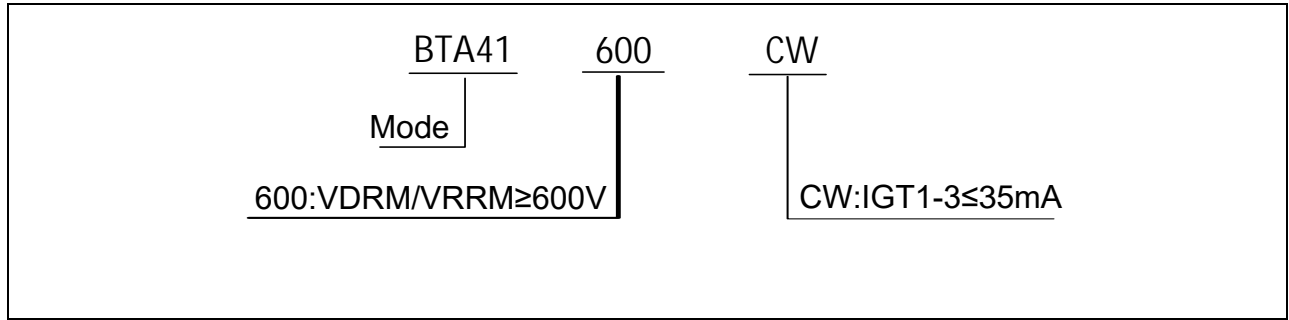 BTA41 600 CW
Mode
600:VDRM/VRRM≥600V CW:IGT1-3≤35mA